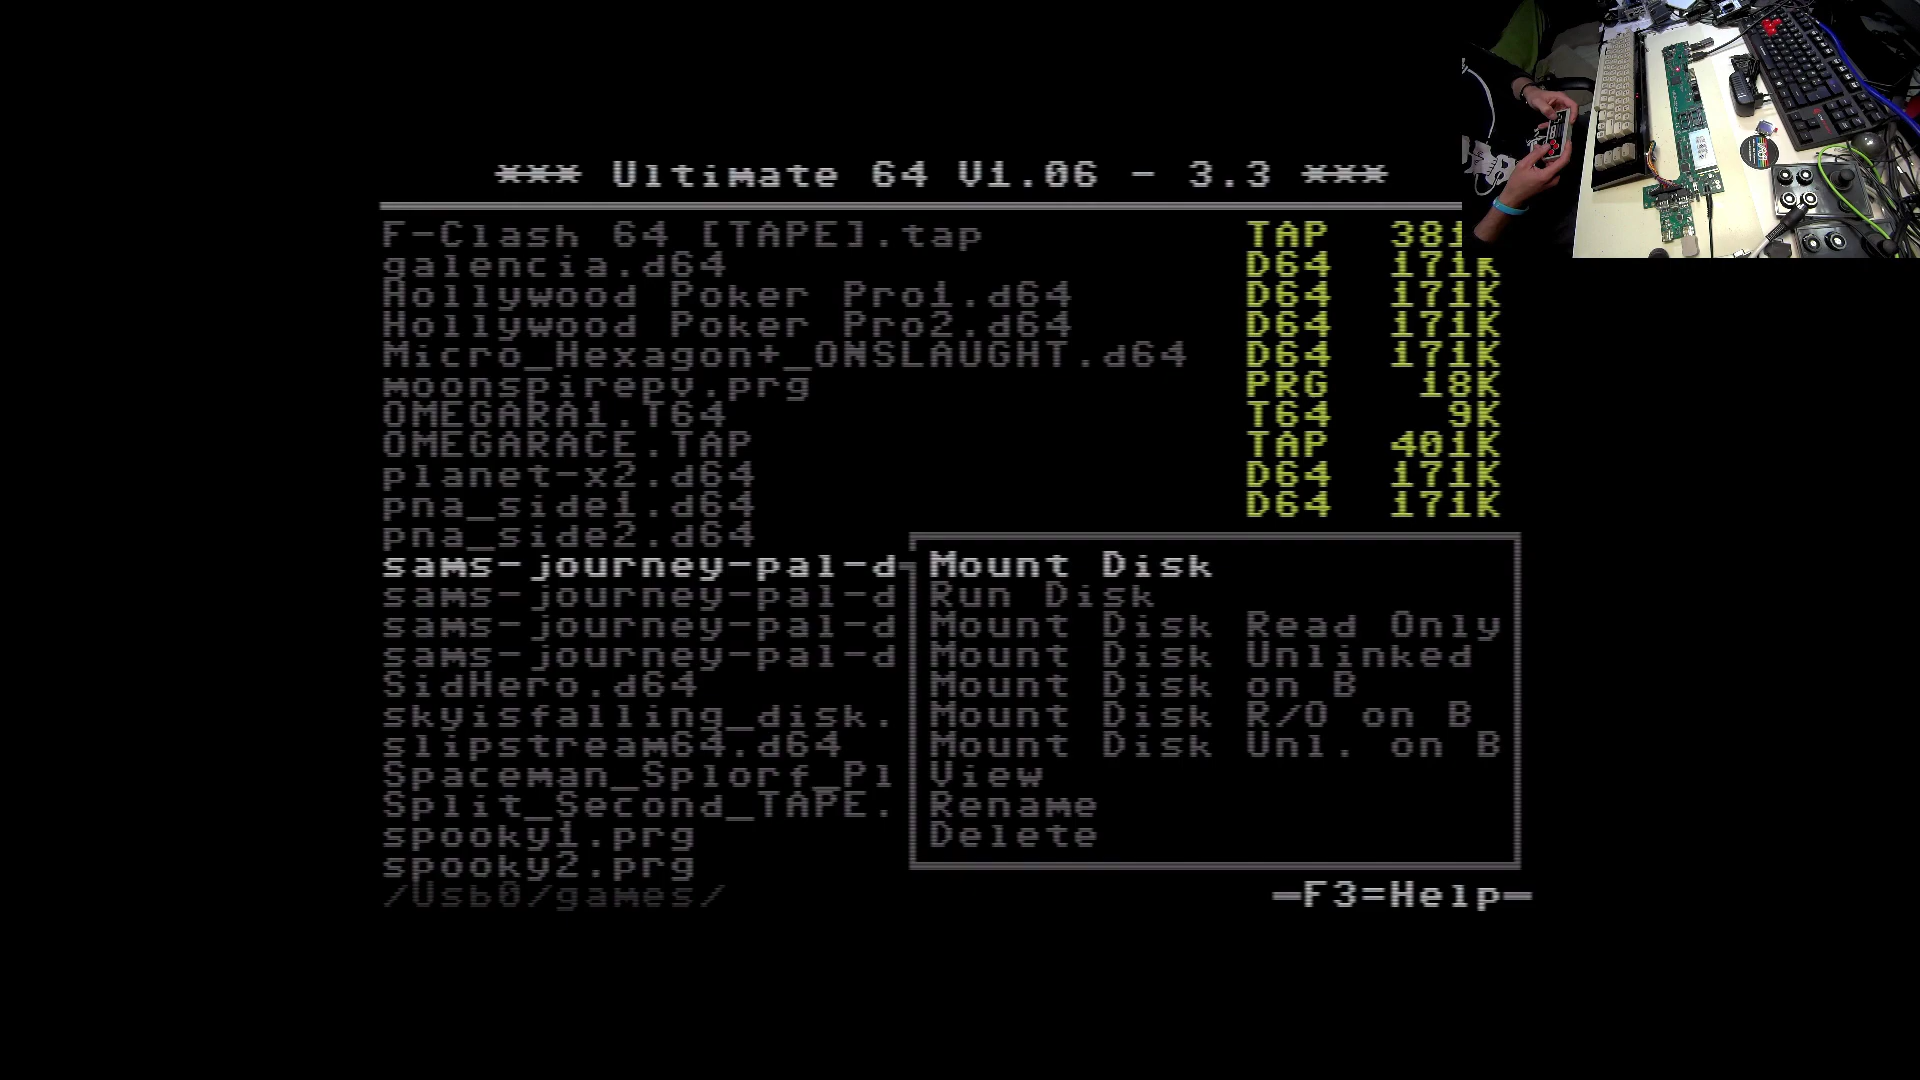 *** Ultimate 64 V1.06 - 3.3 ***
F-Clash 64 [TAPE].tap TAP 381
galencia.d64 D64 171K
Hollywood Poker Pro1.d64 D64 171K
Hollywood Poker Pro2.d64 D64 171K
Micro_Hexagon+_ONSLAUGHT.d64 D64 171K
moonspirepv.prg PRG 18K
OMEGARA1.T64 T64 9K
OMEGARACE.TAP TAP 401K
planet-x2.d64 D64 171K
pna_side1.d64 D64 171K
pna_side2.d64
sams-journey-pal-d Mount Disk
sams-journey-pal-d Run Disk
sams-journey-pal-d Mount Disk Read Only
sams-journey-pal-d Mount Disk Unlinked
SidHero.d64 Mount Disk on B
skyisfalling_disk. Mount Disk R/O on B
slipstream64.d64 Mount Disk Unl. on B
Spaceman_Splorf_Pl View
Split_Second_TAPE. Rename
spooky1.prg Delete
spooky2.prg
/Usb0/games/ F3=Help